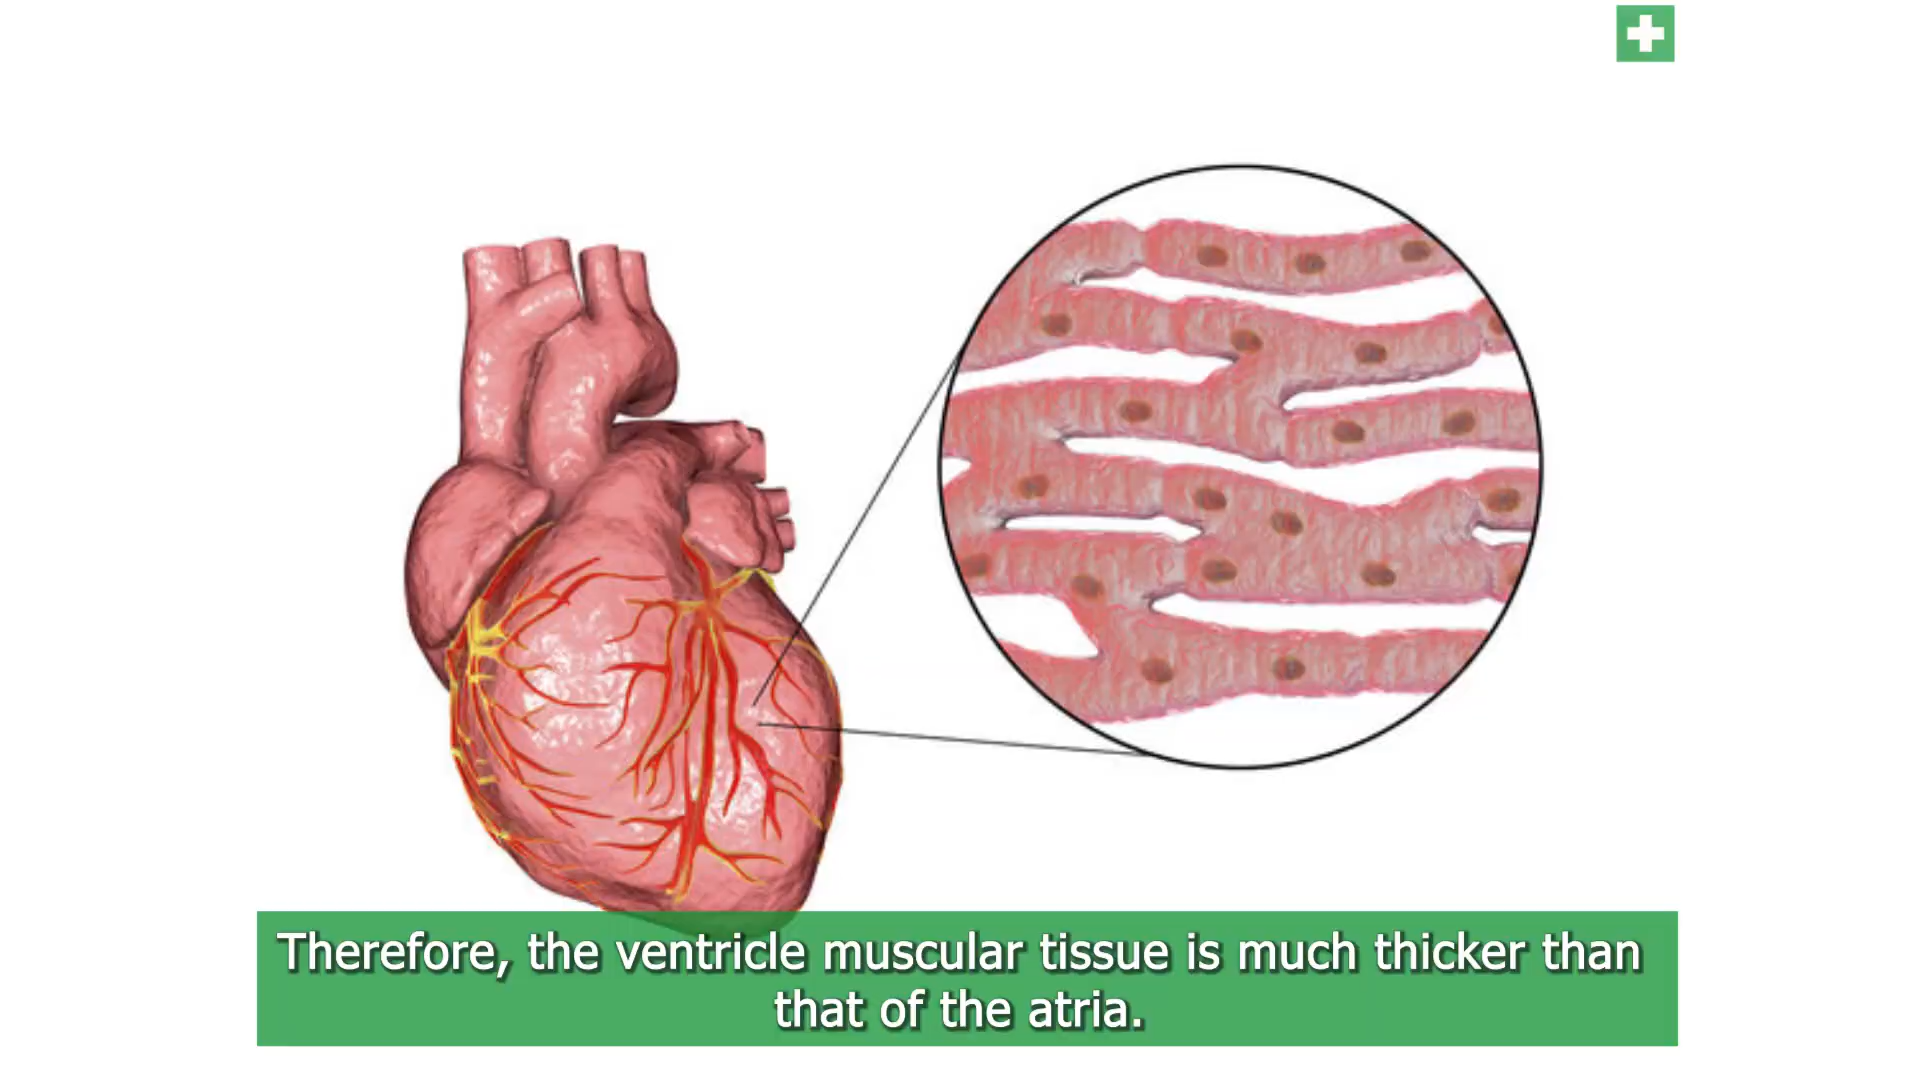 Therefore, the ventricle muscular tissue is much thicker than
that of the atria.